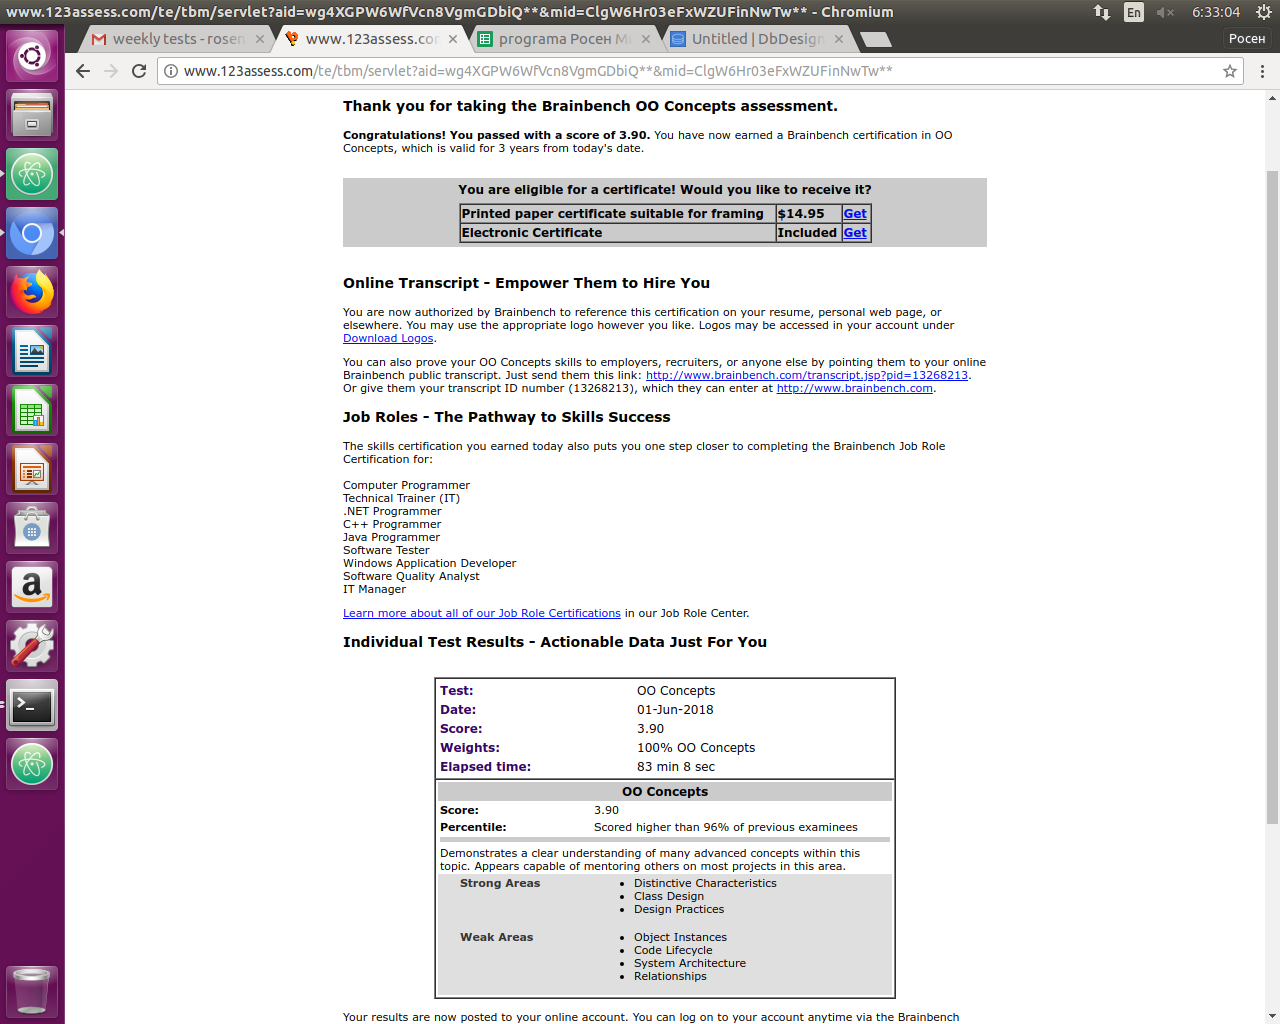 www.123assess.com/te/tbm/servlet?aid=wg4XGPW6WfVcn8VgmGDbiQ**&mid=ClgW6Hr03eFxWZUFinNwTw** - Chromium
En
6:33:04
weekly tests - rosen
www.123assess.com
programa Росен М
Untitled | DbDesign
Росен
www.123assess.com/te/tbm/servlet?aid=wg4XGPW6WfVcn8VgmGDbiQ**&mid=ClgW6Hr03eFxWZUFinNwTw**
Thank you for taking the Brainbench OO Concepts assessment.
Congratulations! You passed with a score of 3.90. You have now earned a Brainbench certification in OO
Concepts, which is valid for 3 years from today's date.
You are eligible for a certificate! Would you like to receive it?
Printed paper certificate suitable for framing $14.95 Get
Electronic Certificate Included Get
Online Transcript - Empower Them to Hire You
You are now authorized by Brainbench to reference this certification on your resume, personal web page, or
elsewhere. You may use the appropriate logo however you like. Logos may be accessed in your account under
Download Logos.
You can also prove your OO Concepts skills to employers, recruiters, or anyone else by pointing them to your online
Brainbench public transcript. Just send them this link: http://www.brainbench.com/transcript.jsp?pid=13268213.
Or give them your transcript ID number (13268213), which they can enter at http://www.brainbench.com.
Job Roles - The Pathway to Skills Success
The skills certification you earned today also puts you one step closer to completing the Brainbench Job Role
Certification for:
Computer Programmer
Technical Trainer (IT)
.NET Programmer
C++ Programmer
Java Programmer
Software Tester
Windows Application Developer
Software Quality Analyst
IT Manager
Learn more about all of our Job Role Certifications in our Job Role Center.
Individual Test Results - Actionable Data Just For You
Test: OO Concepts
Date: 01-Jun-2018
Score: 3.90
Weights: 100% OO Concepts
Elapsed time: 83 min 8 sec
OO Concepts
Score: 3.90
Percentile: Scored higher than 96% of previous examinees
Demonstrates a clear understanding of many advanced concepts within this
topic. Appears capable of mentoring others on most projects in this area.
Strong Areas • Distinctive Characteristics
• Class Design
• Design Practices
Weak Areas • Object Instances
• Code Lifecycle
• System Architecture
• Relationships
Your results are now posted to your online account. You can log on to your account anytime via the Brainbench